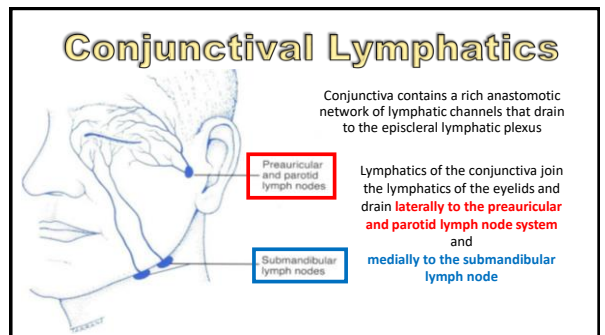 Conjunctival Lymphatics
Conjunctiva contains a rich anastomotic
network of lymphatic channels that drain
to the episcleral lymphatic plexus
Preauricular
and parotid
lymph nodes
Lymphatics of the conjunctiva join
the lymphatics of the eyelids and
drain laterally to the preauricular
and parotid lymph node system
and
medially to the submandibular
lymph node
Submandibular
lymph nodes